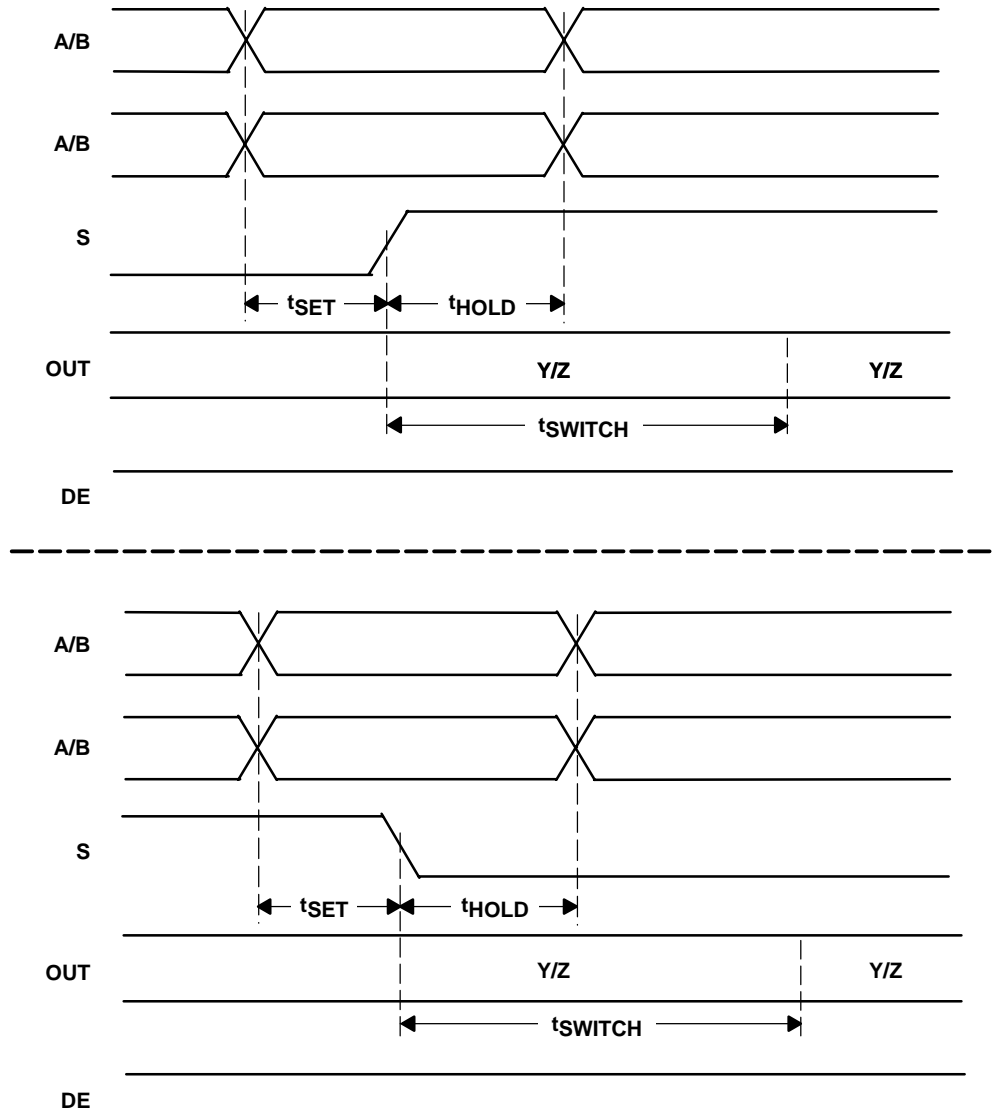 A/B
A/B
S
tSET tHOLD
OUT Y/Z Y/Z
tSWITCH
DE
A/B
A/B
S
tSET tHOLD
OUT Y/Z Y/Z
tSWITCH
DE